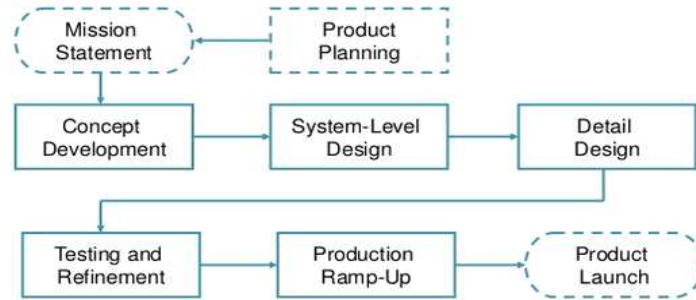 Mission
Statement
Product
Planning
Concept
Development
System-Level
Design
Detail
Design
Testing and
Refinement
Production
Ramp-Up
Product
Launch